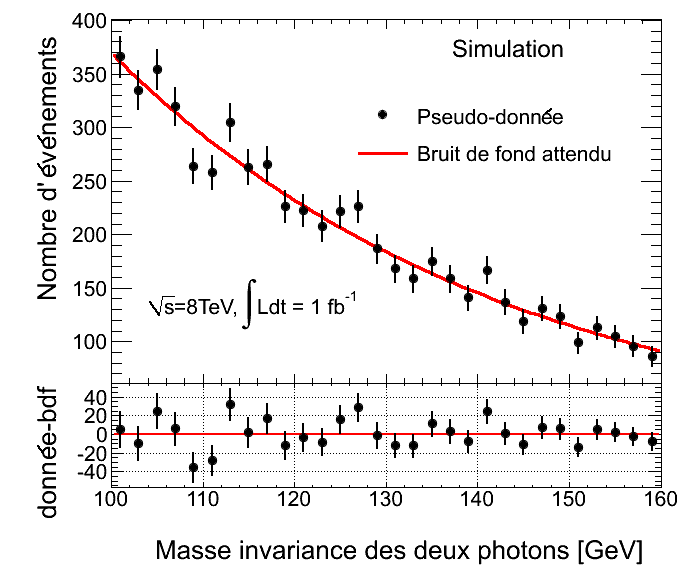 Nombre d'événements
400
350
300
250
200
150
100
Simulation
Pseudo-donnée
Bruit de fond attendu
√s=8TeV, ∫Ldt = 1 fb⁻¹
donnée-bdf
40
20
0
-20
-40
100 110 120 130 140 150 160
Masse invariance des deux photons [GeV]